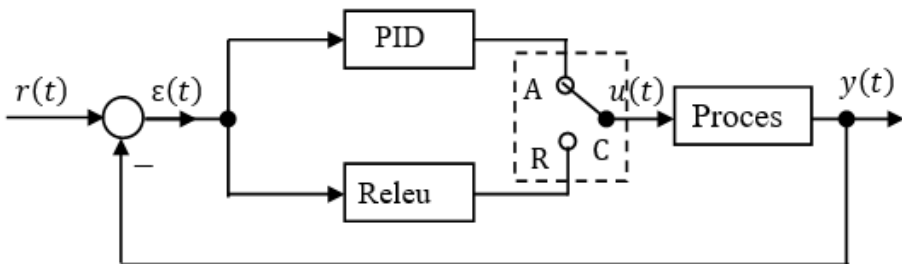 PID
r(t)
ε(t)
A
u(t)
Proces
y(t)
R
C
−
Releu